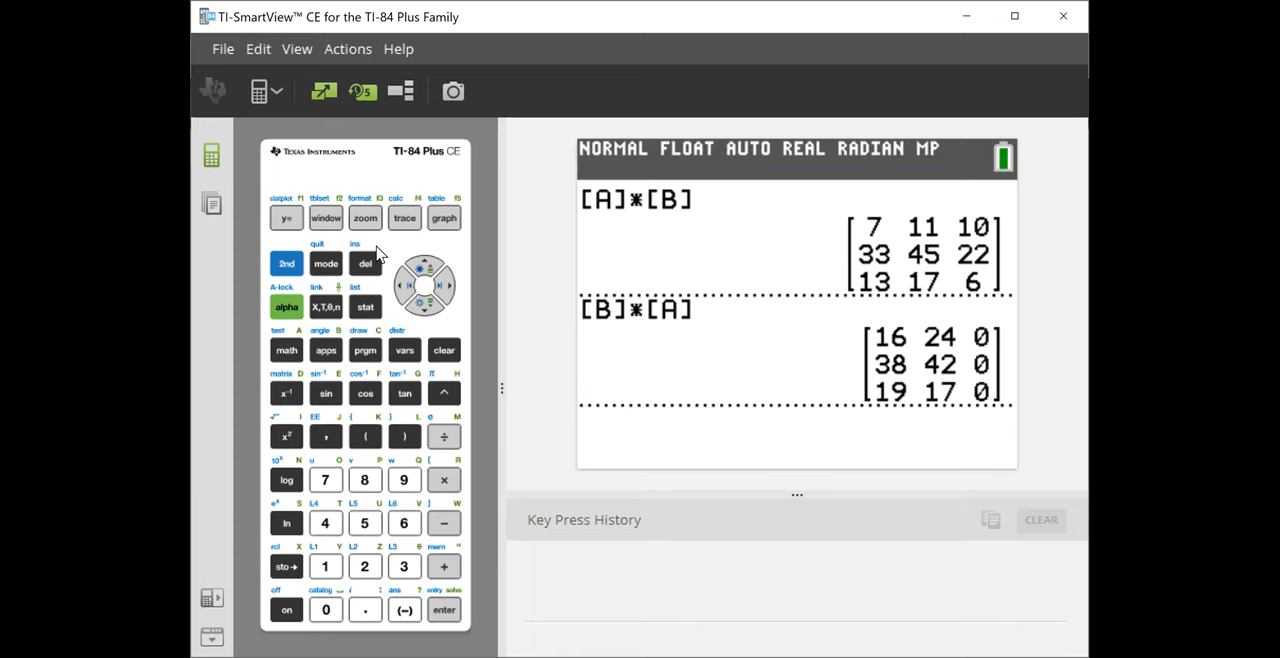 TI-SmartView™ CE for the TI-84 Plus Family
File Edit View Actions Help
TEXAS INSTRUMENTS TI-84 Plus CE
statplot f1 tblset f2 format f3 calc f4 table f5
y= window zoom trace graph
quit ins
2nd mode del
A-lock link list
alpha X,T,θ,n stat
test A angle B draw C distr
math apps prgm vars clear
matrix D sin⁻¹ E cos⁻¹ F tan⁻¹ G π H
x⁻¹ sin cos tan ^
√ I EE J { K } L e M
x² , ( ) ÷
10ˣ N u O v P w Q [ R
log 7 8 9 ×
eˣ S L4 T L5 U L6 V ] W
ln 4 5 6 −
rcl X L1 Y L2 Z L3 θ mem "
sto→ 1 2 3 +
off catalog i : ans ? entry solve
on 0 . (−) enter
NORMAL FLOAT AUTO REAL RADIAN MP
[A]*[B]
[7 11 10]
[33 45 22]
[13 17 6]
[B]*[A]
[16 24 0]
[38 42 0]
[19 17 0]
Key Press History CLEAR